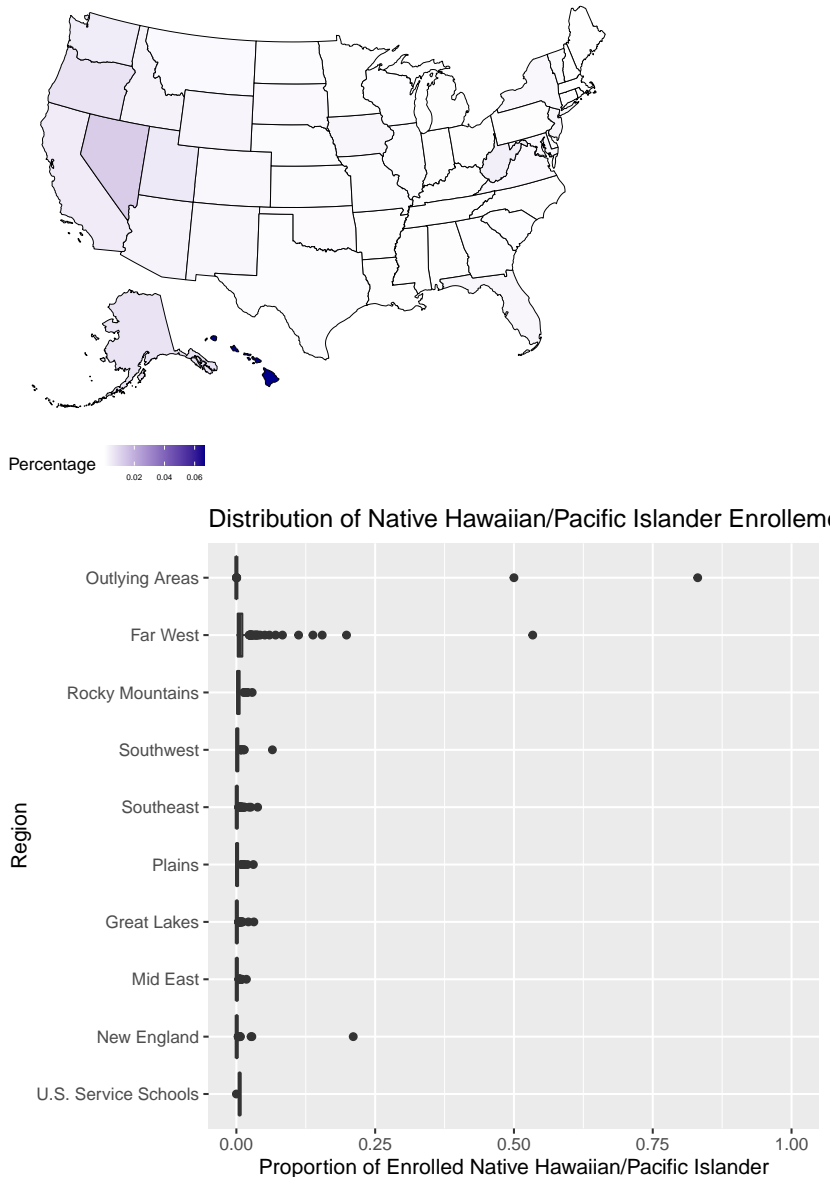 Percentage
0.02 0.04 0.06
Distribution of Native Hawaiian/Pacific Islander Enrolleme
Region
Outlying Areas
Far West
Rocky Mountains
Southwest
Southeast
Plains
Great Lakes
Mid East
New England
U.S. Service Schools
0.00 0.25 0.50 0.75 1.00
Proportion of Enrolled Native Hawaiian/Pacific Islander